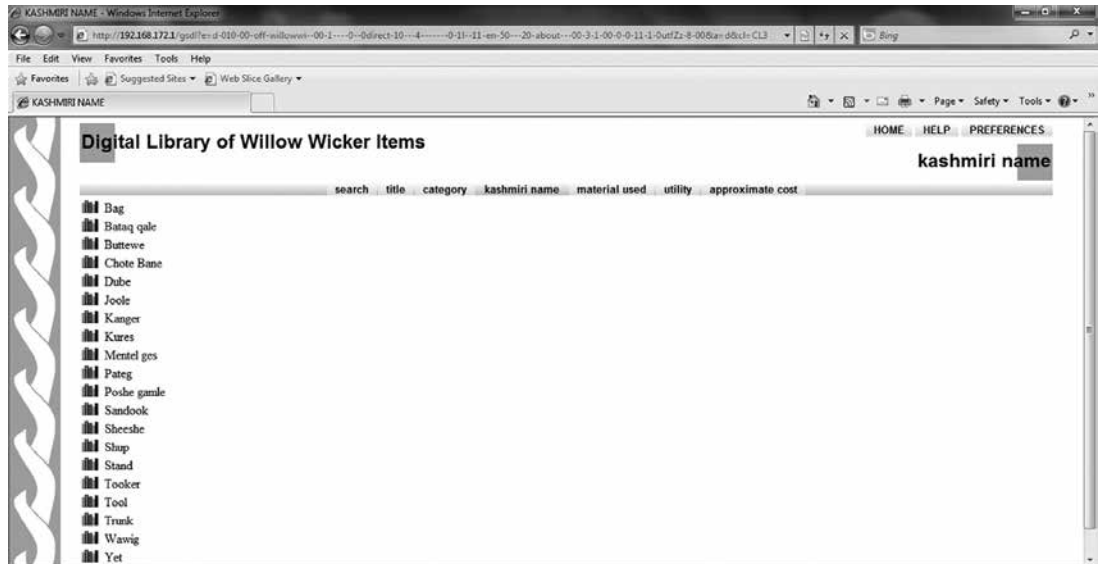 KASHMIRI NAME - Windows Internet Explorer
Bing
File Edit View Favorites Tools Help
Favorites Suggested Sites Web Slice Gallery
KASHMIRI NAME Page Safety Tools »
HOME HELP PREFERENCES
Digital Library of Willow Wicker Items
kashmiri name
search title category kashmiri name material used utility approximate cost
Bag
Bataq qale
Buttewe
Chote Bane
Dube
Joole
Kanger
Kures
Mentel ges
Pateg
Poshe gamle
Sandook
Sheeshe
Shup
Stand
Tooker
Tool
Trunk
Wawig
Yet